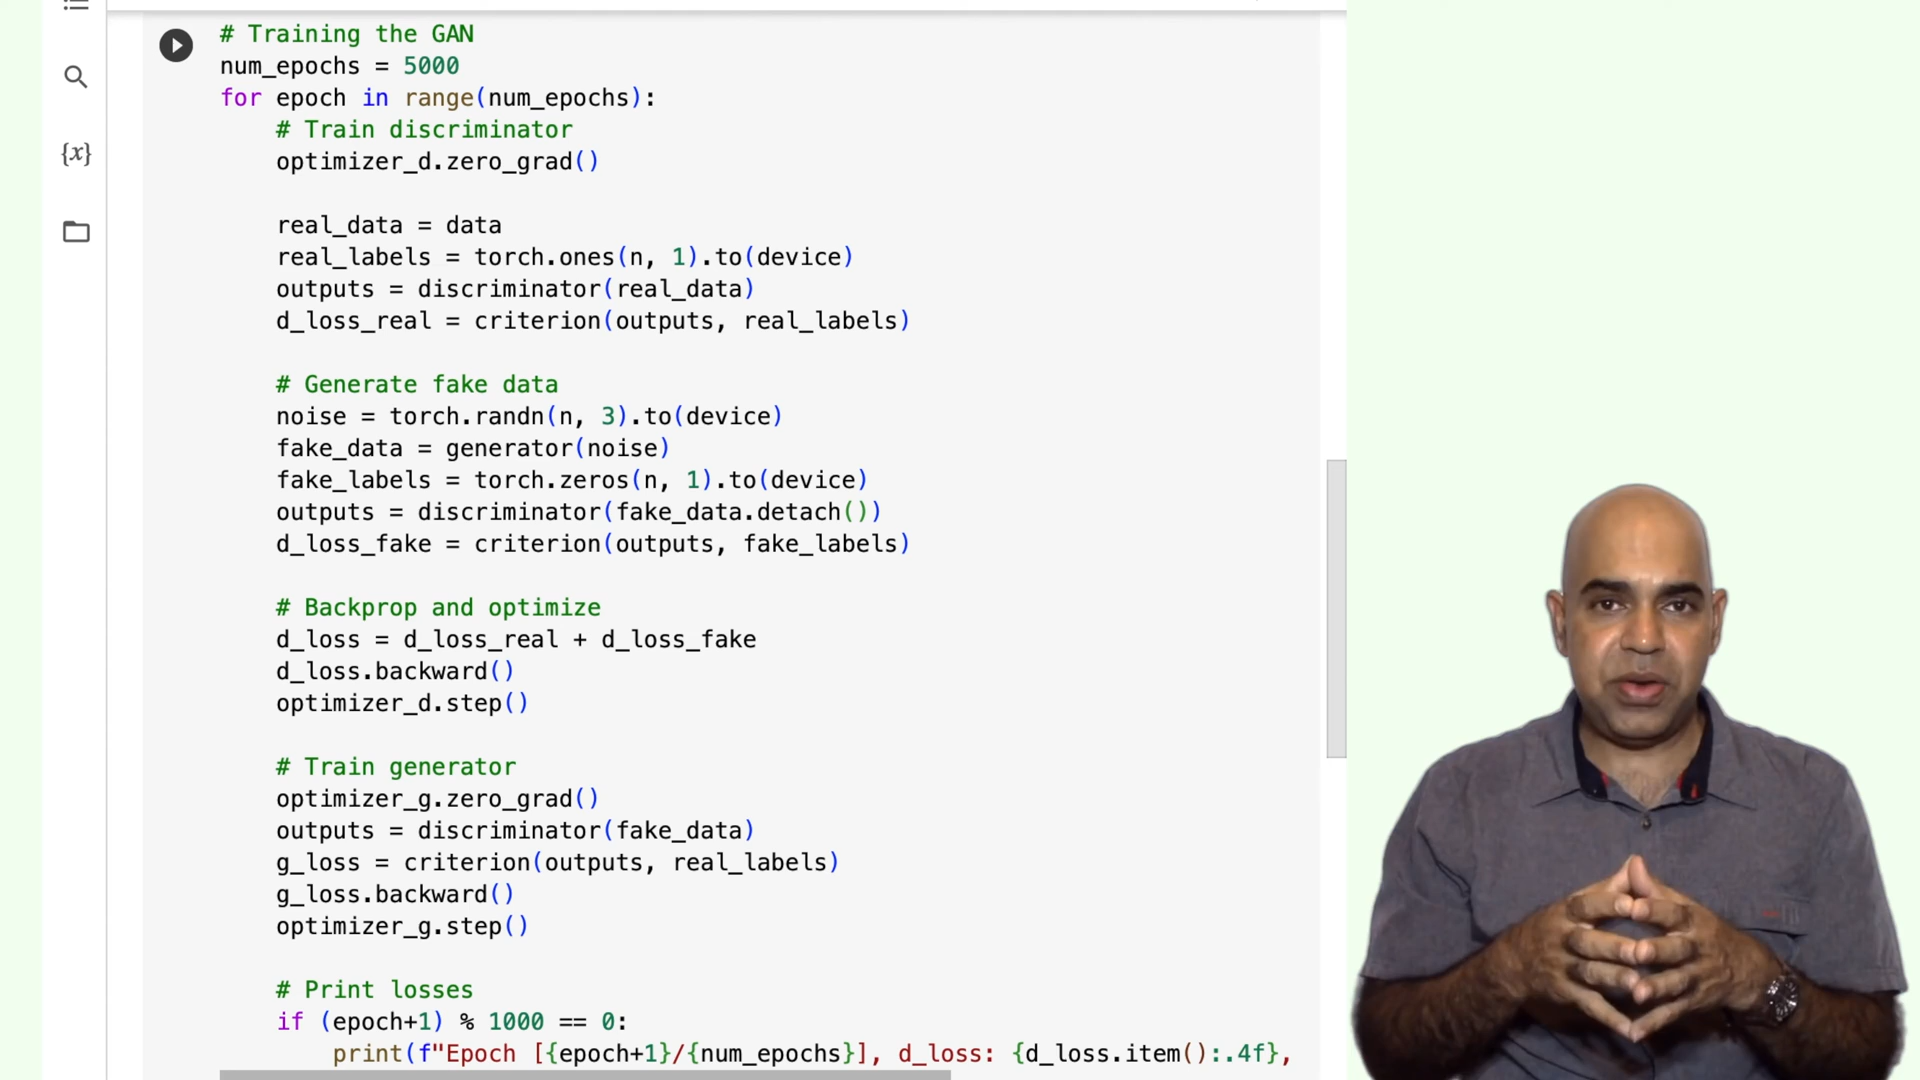 # Training the GAN
num_epochs = 5000
for epoch in range(num_epochs):
    # Train discriminator
    optimizer_d.zero_grad()

    real_data = data
    real_labels = torch.ones(n, 1).to(device)
    outputs = discriminator(real_data)
    d_loss_real = criterion(outputs, real_labels)

    # Generate fake data
    noise = torch.randn(n, 3).to(device)
    fake_data = generator(noise)
    fake_labels = torch.zeros(n, 1).to(device)
    outputs = discriminator(fake_data.detach())
    d_loss_fake = criterion(outputs, fake_labels)

    # Backprop and optimize
    d_loss = d_loss_real + d_loss_fake
    d_loss.backward()
    optimizer_d.step()

    # Train generator
    optimizer_g.zero_grad()
    outputs = discriminator(fake_data)
    g_loss = criterion(outputs, real_labels)
    g_loss.backward()
    optimizer_g.step()

    # Print losses
    if (epoch+1) % 1000 == 0:
        print(f"Epoch [{epoch+1}/{num_epochs}], d_loss: {d_loss.item():.4f},
{x}